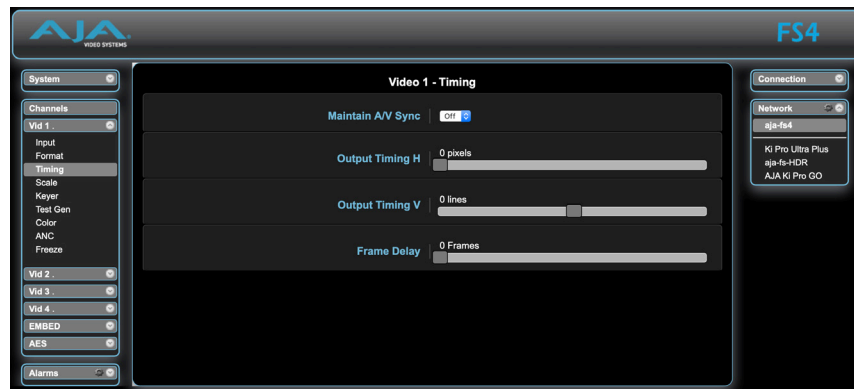 AJA
VIDEO SYSTEMS
FS4
System
Channels
Vid 1 .
Input
Format
Timing
Scale
Keyer
Test Gen
Color
ANC
Freeze
Vid 2 .
Vid 3 .
Vid 4 .
EMBED
AES
Alarms
Video 1 - Timing
Maintain A/V Sync
Off
Output Timing H
0 pixels
Output Timing V
0 lines
Frame Delay
0 Frames
Connection
Network
aja-fs4
Ki Pro Ultra Plus
aja-fs-HDR
AJA Ki Pro GO